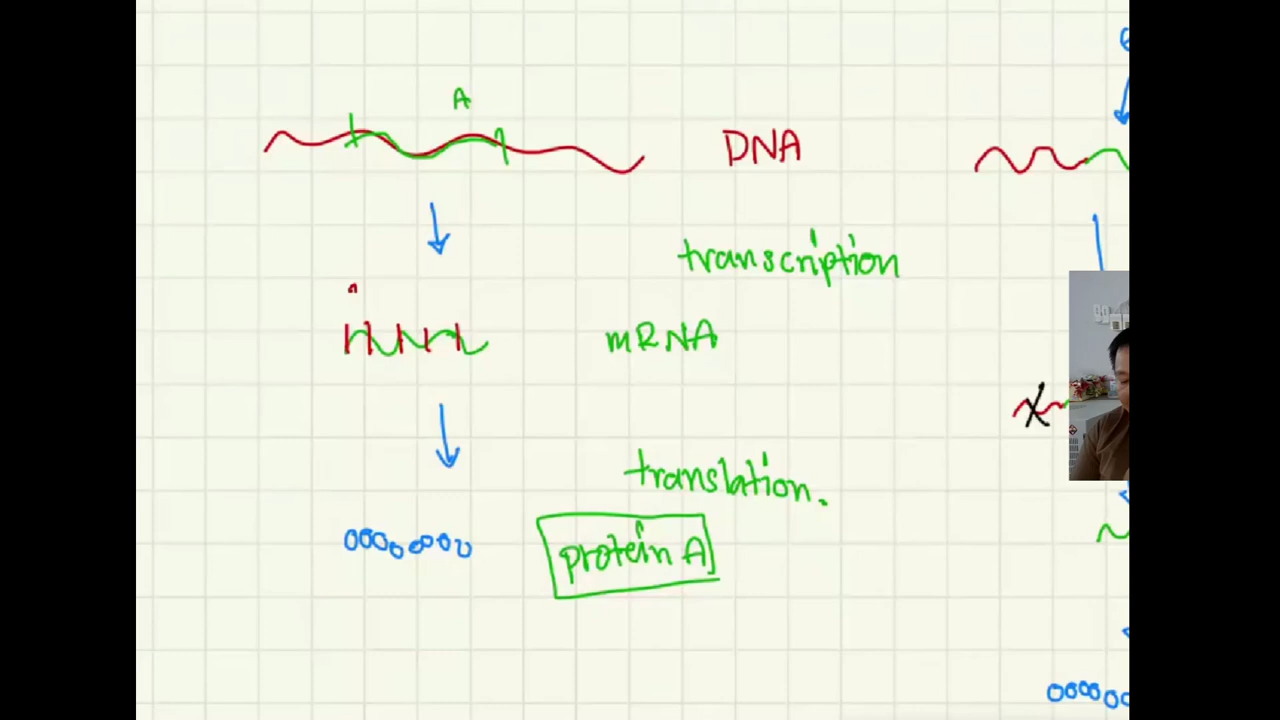 A
DNA
transcription
mRNA
translation.
protein A